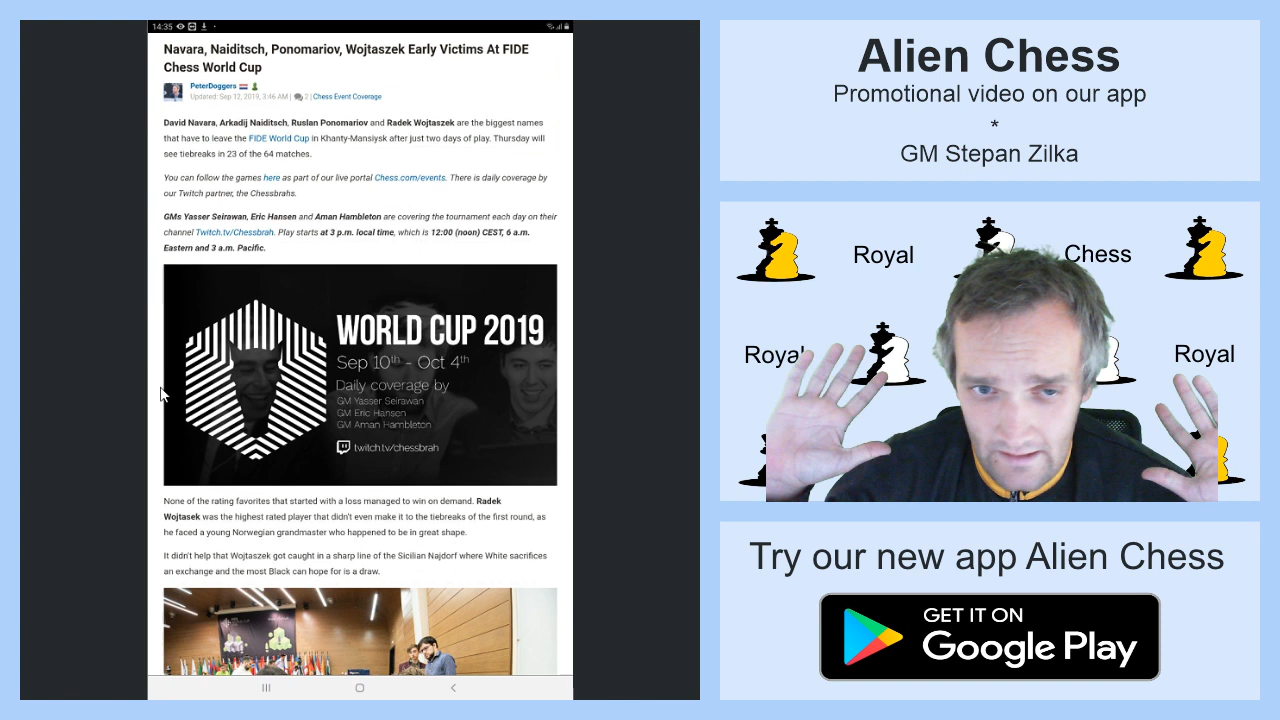 14:35
Navara, Naiditsch, Ponomariov, Wojtaszek Early Victims At FIDE
Chess World Cup
PeterDoggers
Updated: Sep 12, 2019, 3:46 AM | 2 | Chess Event Coverage
David Navara, Arkadij Naiditsch, Ruslan Ponomariov and Radek Wojtaszek are the biggest names
that have to leave the FIDE World Cup in Khanty-Mansiysk after just two days of play. Thursday will
see tiebreaks in 23 of the 64 matches.
You can follow the games here as part of our live portal Chess.com/events. There is daily coverage by
our Twitch partner, the Chessbrahs.
GMs Yasser Seirawan, Eric Hansen and Aman Hambleton are covering the tournament each day on their
channel Twitch.tv/Chessbrah. Play starts at 3 p.m. local time, which is 12:00 (noon) CEST, 6 a.m.
Eastern and 3 a.m. Pacific.
WORLD CUP 2019
Sep 10th - Oct 4th
Daily coverage by
GM Yasser Seirawan
GM Eric Hansen
GM Aman Hambleton
twitch.tv/chessbrah
None of the rating favorites that started with a loss managed to win on demand. Radek
Wojtasek was the highest rated player that didn't even make it to the tiebreaks of the first round, as
he faced a young Norwegian grandmaster who happened to be in great shape.
It didn't help that Wojtaszek got caught in a sharp line of the Sicilian Najdorf where White sacrifices
an exchange and the most Black can hope for is a draw.
Alien Chess
Promotional video on our app
*
GM Stepan Zilka
Royal
Chess
Royal
Royal
Try our new app Alien Chess
GET IT ON
Google Play